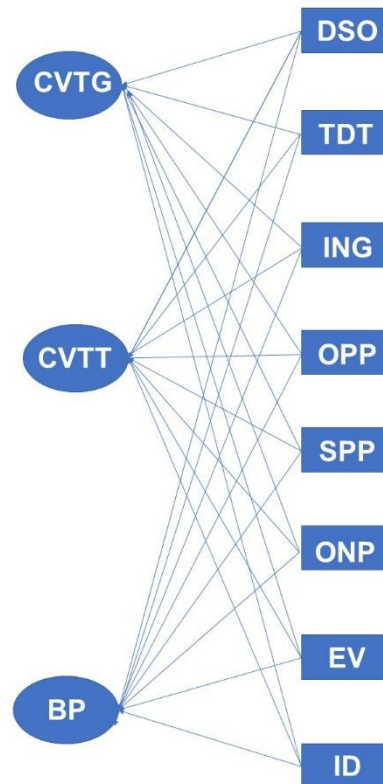 DSO
CVTG
TDT
ING
OPP
CVTT
SPP
ONP
EV
BP
ID